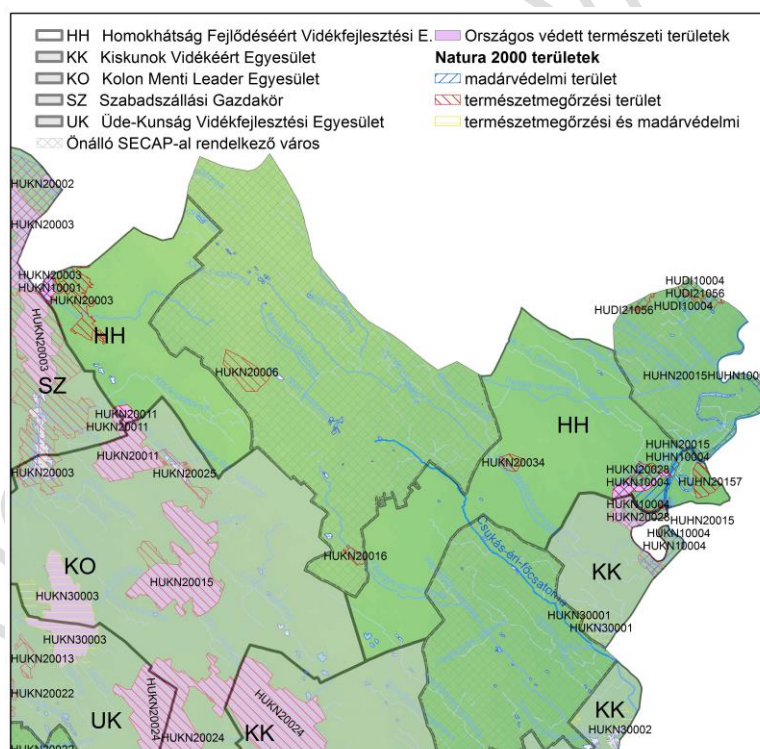 HH Homokhátság Fejlődéséért Vidékfejlesztési E.
KK Kiskunok Vidékéért Egyesület
KO Kolon Menti Leader Egyesület
SZ Szabadszállási Gazdakör
UK Üde-Kunság Vidékfejlesztési Egyesület
Önálló SECAP-al rendelkező város
Országos védett természeti területek
Natura 2000 területek
madárvédelmi terület
természetmegőrzési terület
természetmegőrzési és madárvédelmi
HUKN20002
HUKN20003
HUKN20003
HUKN10001
HUKN20003
HUKN20003
HH
SZ
HUKN20011
HUKN20011
HUKN20011
HUKN20003
HUKN20025
HUKN20006
HUDI10004
HUDI21056
HUDI21056
HUDI10004
HUHN20015
HH
HUKN20034
HUHN20015
HUHN10004
HUKN20028
HUKN10004
HUHN20157
HUKN10004
HUKN20028
HUHN20015
HUKN10004
HUKN10004
KO
HUKN20015
HUKN20016
Csukás-éri-főcsatorna
KK
HUKN30003
HUKN30003
HUKN30001
HUKN30001
HUKN20013
HUKN20022
UK
HUKN20024
HUKN20024
KK
HUKN20024
KK
HUKN30002